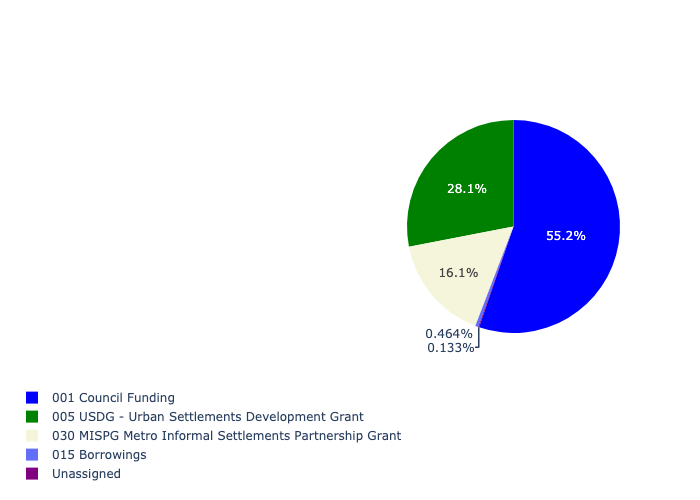 28.1%
55.2%
16.1%
0.464%
0.133%
001 Council Funding
005 USDG - Urban Settlements Development Grant
030 MISPG Metro Informal Settlements Partnership Grant
015 Borrowings
Unassigned